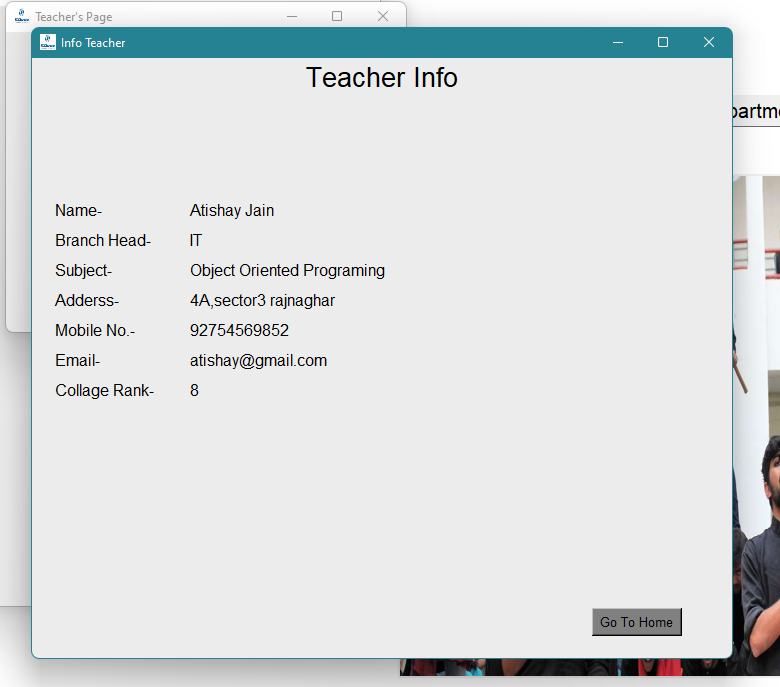 Teacher's Page
Info Teacher
Teacher Info
Name- Atishay Jain
Branch Head- IT
Subject- Object Oriented Programing
Adderss- 4A,sector3 rajnaghar
Mobile No.- 92754569852
Email- atishay@gmail.com
Collage Rank- 8
Go To Home